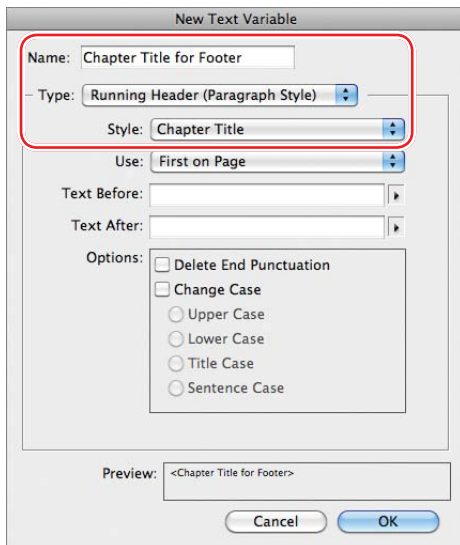 New Text Variable
Name: Chapter Title for Footer
Type: Running Header (Paragraph Style)
Style: Chapter Title
Use: First on Page
Text Before:
Text After:
Options: Delete End Punctuation
Change Case
Upper Case
Lower Case
Title Case
Sentence Case
Preview: <Chapter Title for Footer>
Cancel OK